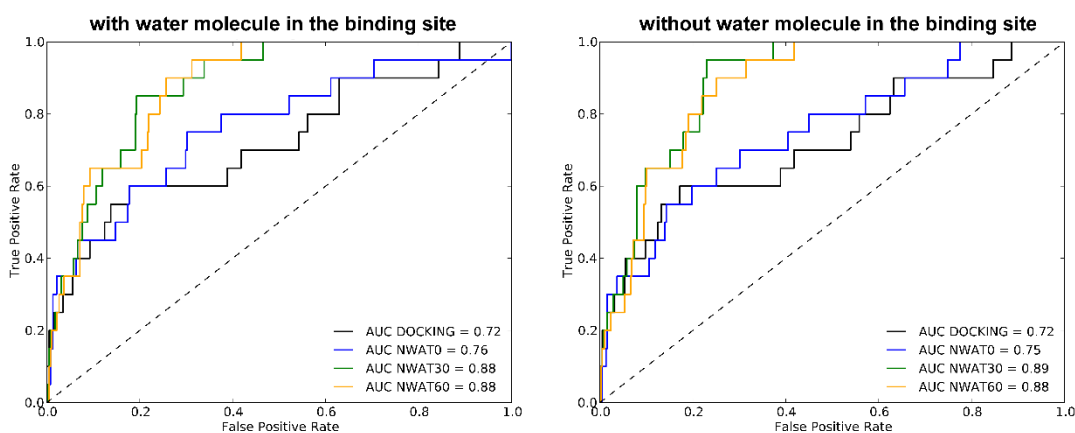 with water molecule in the binding site
1.0
0.8
0.6
0.4
0.2
0.0
True Positive Rate
AUC DOCKING = 0.72
AUC NWAT0 = 0.76
AUC NWAT30 = 0.88
AUC NWAT60 = 0.88
0.0 0.2 0.4 0.6 0.8 1.0
False Positive Rate
without water molecule in the binding site
1.0
0.8
0.6
0.4
0.2
0.0
True Positive Rate
AUC DOCKING = 0.72
AUC NWAT0 = 0.75
AUC NWAT30 = 0.89
AUC NWAT60 = 0.88
0.0 0.2 0.4 0.6 0.8 1.0
False Positive Rate